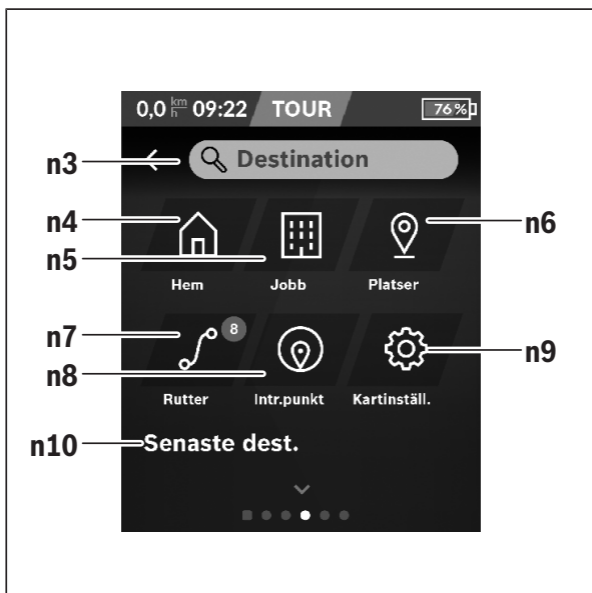 0,0 km/h 09:22 TOUR 76 %
n3 Destination
n4 n6
n5
Hem Jobb Platser
n7 8
n8 n9
Rutter Intr.punkt Kartinställ.
n10 Senaste dest.